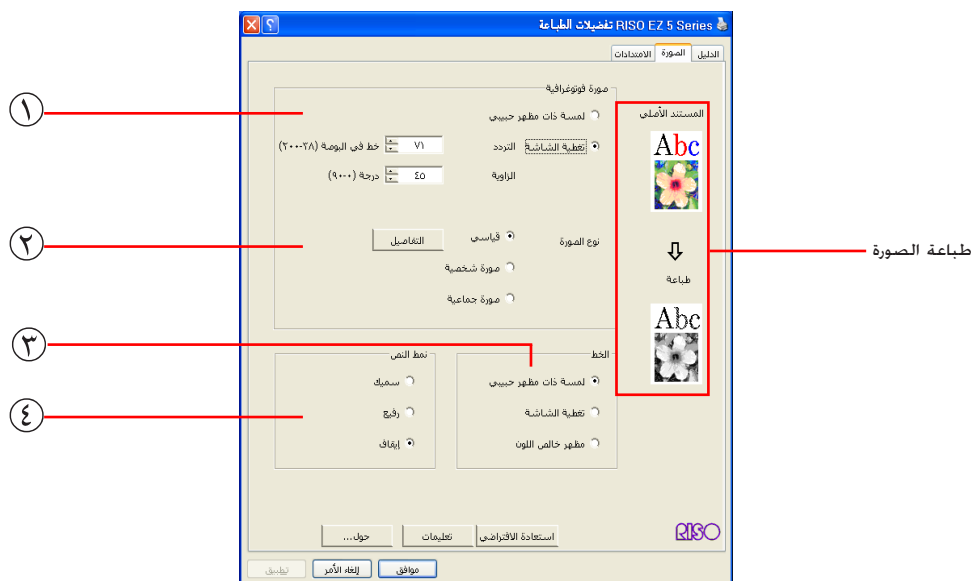 RISO EZ 5 Series تفضيلات الطباعة
الدليل الصورة الامتدادات
صورة فوتوغرافية
١
لمسة ذات مظهر حبيبي
تغطية الشاشة التردد ٧١ خط في البوصة (٣٨-٢٠٠)
الزاوية ٤٥ درجة (٠-٩٠)
٢
نوع الصورة قياسي التفاصيل
صورة شخصية
صورة جماعية
المستند الأصلي
Abc
طباعة
Abc
طباعة الصورة
٣
الخط
لمسة ذات مظهر حبيبي
تغطية الشاشة
مظهر خالص اللون
٤
نمط النص
سميك
رفيع
إيقاف
RISO
استعادة الافتراضي تعليمات حول...
موافق إلغاء الأمر تطبيق